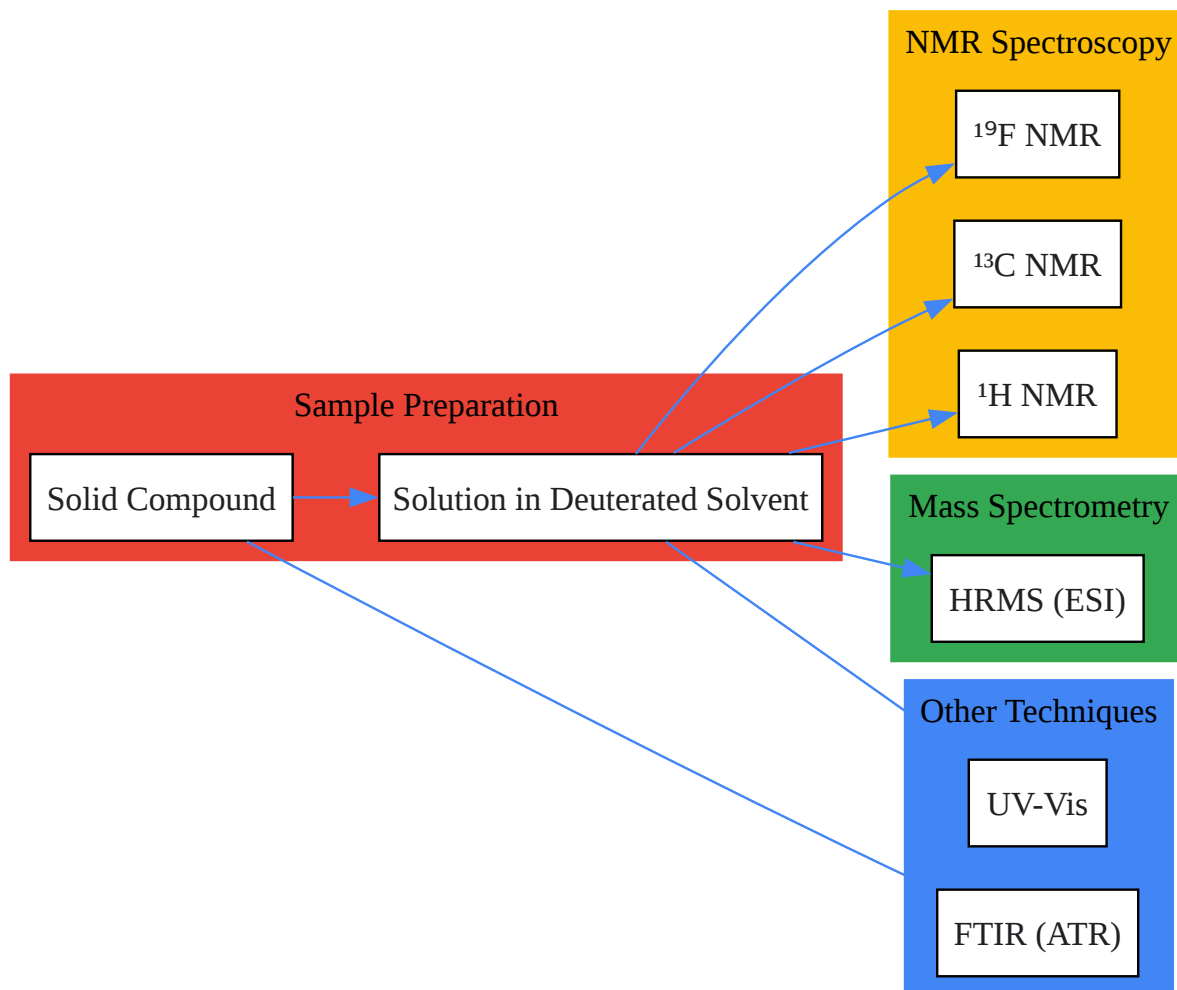 NMR Spectroscopy
¹⁹F NMR
¹³C NMR
¹H NMR
Sample Preparation
Solid Compound
Solution in Deuterated Solvent
Mass Spectrometry
HRMS (ESI)
Other Techniques
UV-Vis
FTIR (ATR)